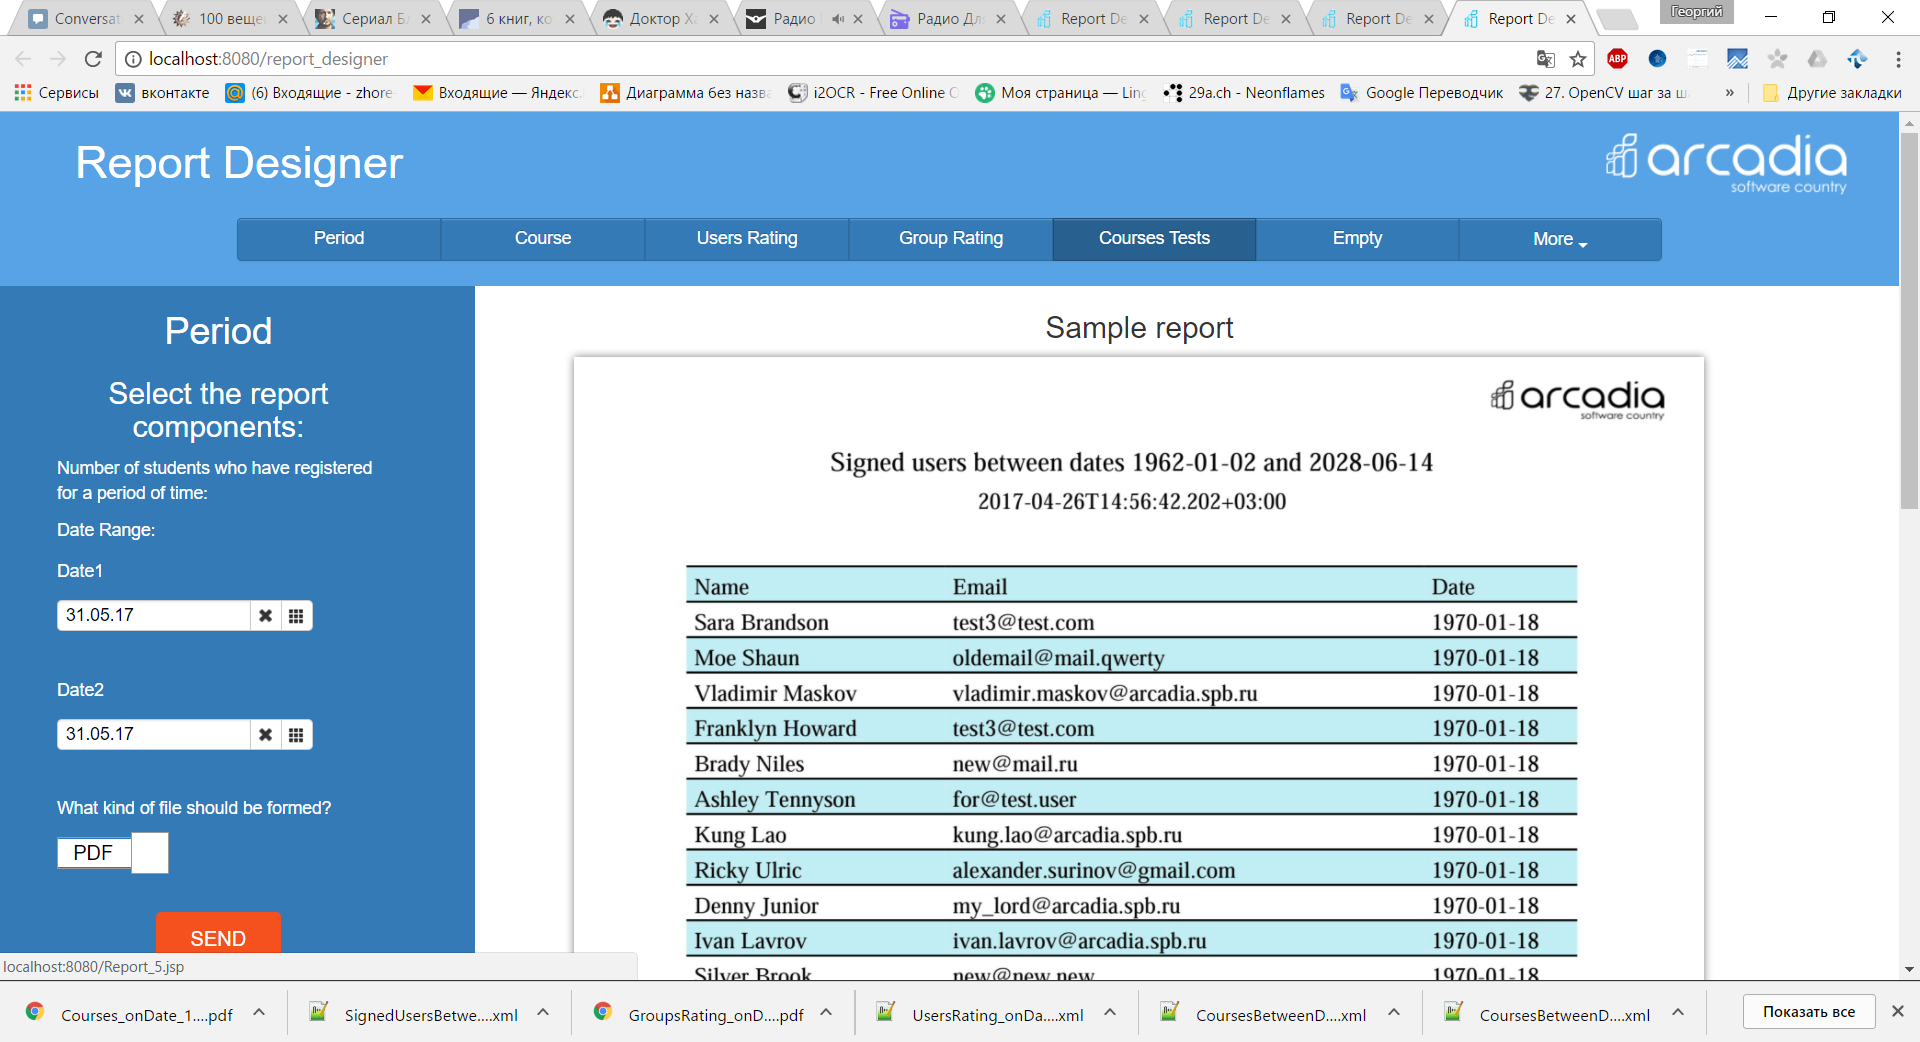 Conversat
100 веще
Сериал Бл
6 книг, ко
Доктор Ха
Радио
Радио Дл
Report De
Report De
Report De
Report De
Георгий
localhost:8080/report_designer
ABP
Сервисы
вконтакте
(6) Входящие - zhore
Входящие — Яндекс.
Диаграмма без назва
i2OCR - Free Online O
Моя страница — Ling
29a.ch - Neonflames
Google Переводчик
27. OpenCV шаг за ш
»
Другие закладки
Report Designer
arcadia
software country
Period
Course
Users Rating
Group Rating
Courses Tests
Empty
More
Period
Select the report
components:
Number of students who have registered
for a period of time:
Date Range:
Date1
31.05.17
Date2
31.05.17
What kind of file should be formed?
PDF
SEND
localhost:8080/Report_5.jsp
Sample report
arcadia
software country
Signed users between dates 1962-01-02 and 2028-06-14
2017-04-26T14:56:42.202+03:00
Name Email Date
Sara Brandson test3@test.com 1970-01-18
Moe Shaun oldemail@mail.qwerty 1970-01-18
Vladimir Maskov vladimir.maskov@arcadia.spb.ru 1970-01-18
Franklyn Howard test3@test.com 1970-01-18
Brady Niles new@mail.ru 1970-01-18
Ashley Tennyson for@test.user 1970-01-18
Kung Lao kung.lao@arcadia.spb.ru 1970-01-18
Ricky Ulric alexander.surinov@gmail.com 1970-01-18
Denny Junior my_lord@arcadia.spb.ru 1970-01-18
Ivan Lavrov ivan.lavrov@arcadia.spb.ru 1970-01-18
Silver Brook new@new.new 1970-01-18
Courses_onDate_1....pdf
SignedUsersBetwe....xml
GroupsRating_onD....pdf
UsersRating_onDa....xml
CoursesBetweenD....xml
CoursesBetweenD....xml
Показать все